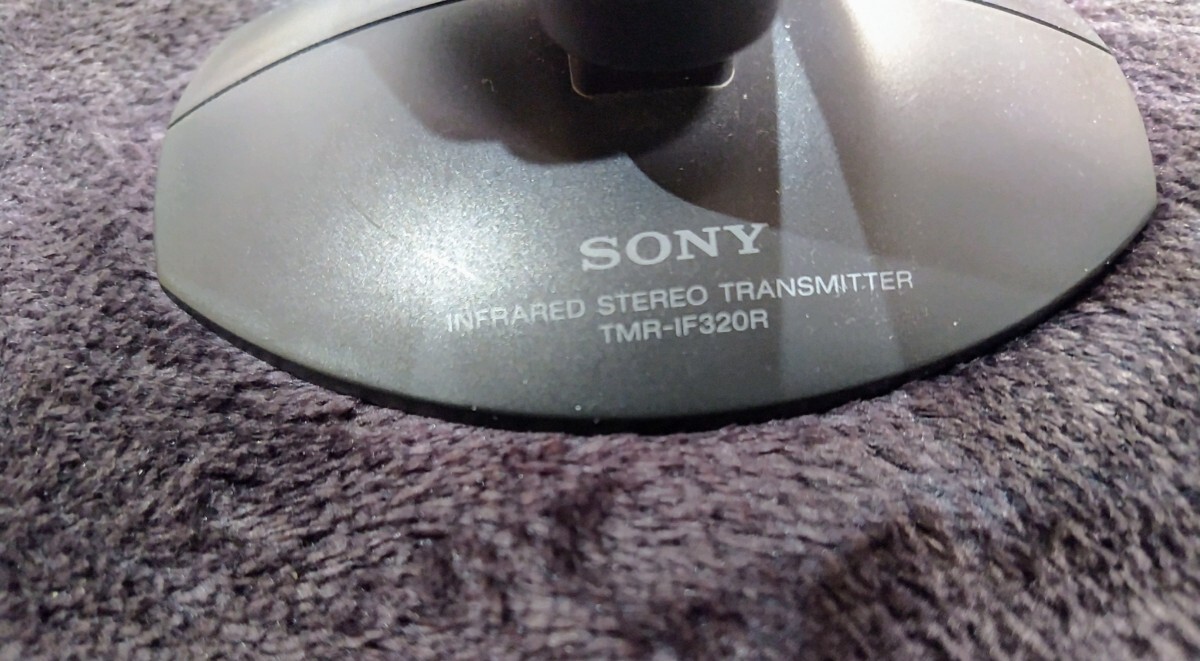 SONY
INFRARED STEREO TRANSMITTER
TMR-IF320R